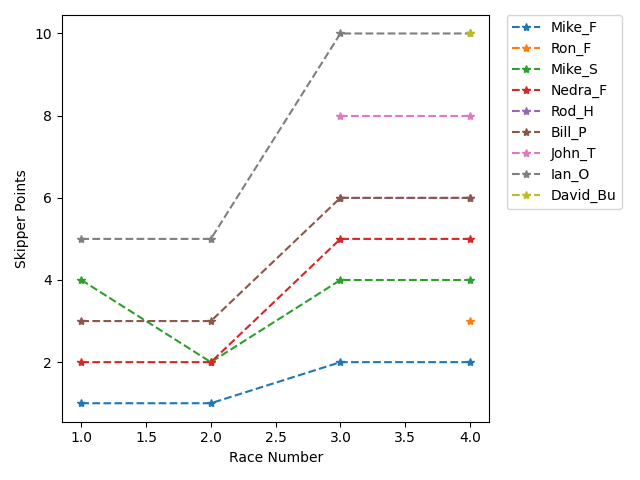 10
8
6
4
2
Skipper Points
1.0 1.5 2.0 2.5 3.0 3.5 4.0
Race Number
Mike_F
Ron_F
Mike_S
Nedra_F
Rod_H
Bill_P
John_T
Ian_O
David_Bu